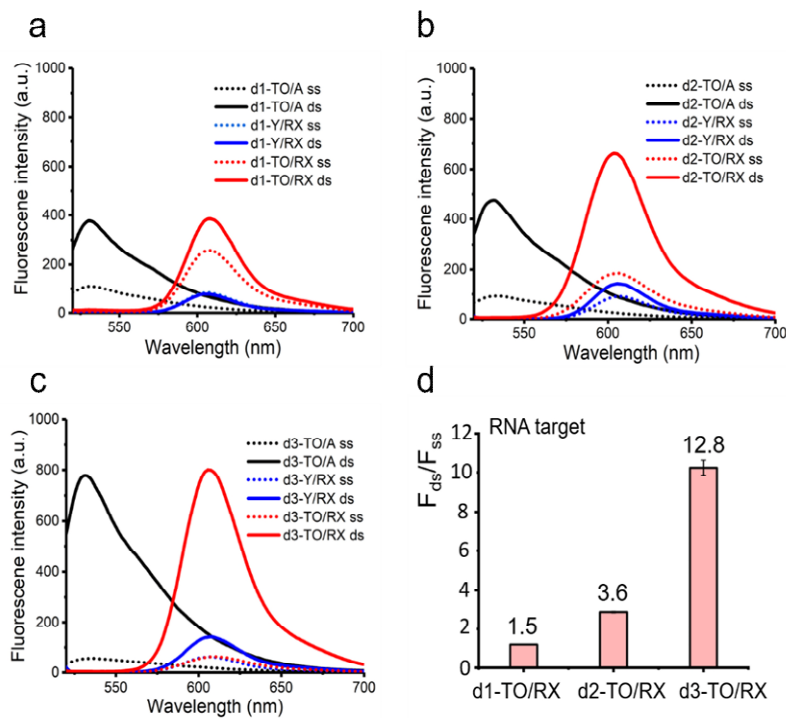 a
1000
800
600
400
200
0
550
600
650
700
Fluorescene intensity (a.u.)
Wavelength (nm)
d1-TO/A ss
d1-TO/A ds
d1-Y/RX ss
d1-Y/RX ds
d1-TO/RX ss
d1-TO/RX ds
b
1000
800
600
400
200
0
550
600
650
700
Fluorescene intensity (a.u.)
Wavelength (nm)
d2-TO/A ss
d2-TO/A ds
d2-Y/RX ss
d2-Y/RX ds
d2-TO/RX ss
d2-TO/RX ds
c
1000
800
600
400
200
0
550
600
650
700
Fluorescene intensity (a.u.)
Wavelength (nm)
d3-TO/A ss
d3-TO/A ds
d3-Y/RX ss
d3-Y/RX ds
d3-TO/RX ss
d3-TO/RX ds
d
RNA target
12
10
8
6
4
2
0
Fds/Fss
1.5
3.6
12.8
d1-TO/RX
d2-TO/RX
d3-TO/RX